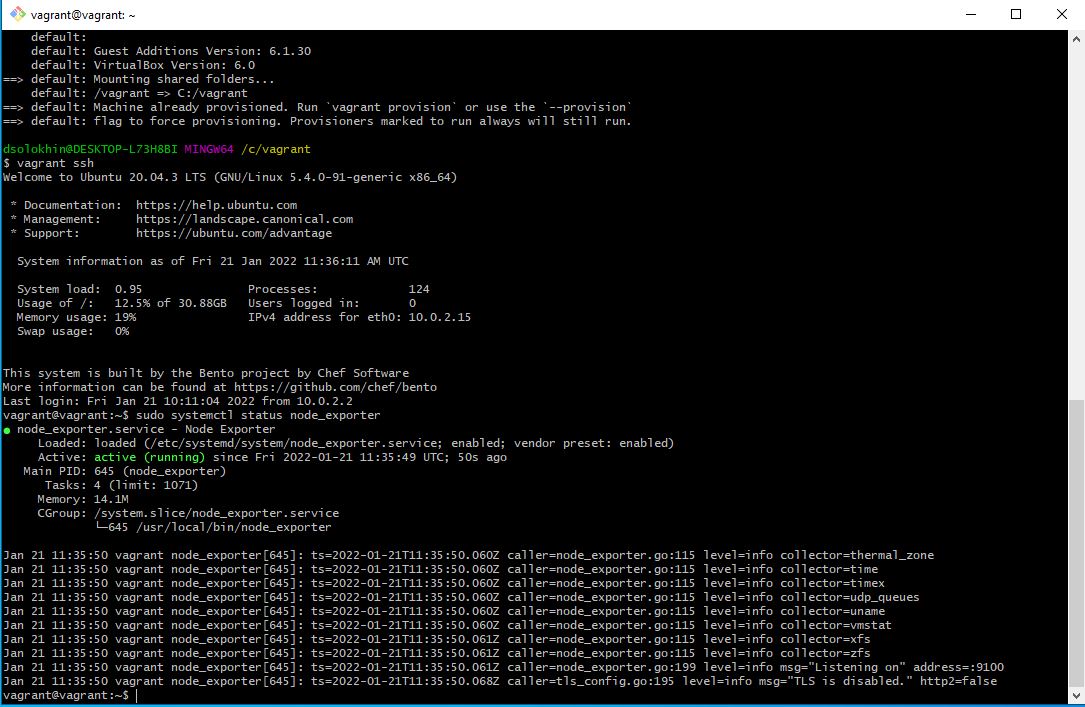 vagrant@vagrant: ~
default:
default: Guest Additions Version: 6.1.30
default: VirtualBox Version: 6.0
==> default: Mounting shared folders...
default: /vagrant => C:/vagrant
==> default: Machine already provisioned. Run `vagrant provision` or use the `--provision`
==> default: flag to force provisioning. Provisioners marked to run always will still run.
dsolokhin@DESKTOP-L73H8BI MINGW64 /c/vagrant
$ vagrant ssh
Welcome to Ubuntu 20.04.3 LTS (GNU/Linux 5.4.0-91-generic x86_64)
* Documentation:  https://help.ubuntu.com
* Management:     https://landscape.canonical.com
* Support:        https://ubuntu.com/advantage
System information as of Fri 21 Jan 2022 11:36:11 AM UTC
System load:  0.95               Processes:             124
Usage of /:   12.5% of 30.88GB   Users logged in:       0
Memory usage: 19%                IPv4 address for eth0: 10.0.2.15
Swap usage:   0%
This system is built by the Bento project by Chef Software
More information can be found at https://github.com/chef/bento
Last login: Fri Jan 21 10:11:04 2022 from 10.0.2.2
vagrant@vagrant:~$ sudo systemctl status node_exporter
● node_exporter.service - Node Exporter
Loaded: loaded (/etc/systemd/system/node_exporter.service; enabled; vendor preset: enabled)
Active: active (running) since Fri 2022-01-21 11:35:49 UTC; 50s ago
Main PID: 645 (node_exporter)
Tasks: 4 (limit: 1071)
Memory: 14.1M
CGroup: /system.slice/node_exporter.service
└─645 /usr/local/bin/node_exporter
Jan 21 11:35:50 vagrant node_exporter[645]: ts=2022-01-21T11:35:50.060Z caller=node_exporter.go:115 level=info collector=thermal_zone
Jan 21 11:35:50 vagrant node_exporter[645]: ts=2022-01-21T11:35:50.060Z caller=node_exporter.go:115 level=info collector=time
Jan 21 11:35:50 vagrant node_exporter[645]: ts=2022-01-21T11:35:50.060Z caller=node_exporter.go:115 level=info collector=timex
Jan 21 11:35:50 vagrant node_exporter[645]: ts=2022-01-21T11:35:50.060Z caller=node_exporter.go:115 level=info collector=udp_queues
Jan 21 11:35:50 vagrant node_exporter[645]: ts=2022-01-21T11:35:50.060Z caller=node_exporter.go:115 level=info collector=uname
Jan 21 11:35:50 vagrant node_exporter[645]: ts=2022-01-21T11:35:50.060Z caller=node_exporter.go:115 level=info collector=vmstat
Jan 21 11:35:50 vagrant node_exporter[645]: ts=2022-01-21T11:35:50.061Z caller=node_exporter.go:115 level=info collector=xfs
Jan 21 11:35:50 vagrant node_exporter[645]: ts=2022-01-21T11:35:50.061Z caller=node_exporter.go:115 level=info collector=zfs
Jan 21 11:35:50 vagrant node_exporter[645]: ts=2022-01-21T11:35:50.061Z caller=node_exporter.go:199 level=info msg="Listening on" address=:9100
Jan 21 11:35:50 vagrant node_exporter[645]: ts=2022-01-21T11:35:50.068Z caller=tls_config.go:195 level=info msg="TLS is disabled." http2=false
vagrant@vagrant:~$